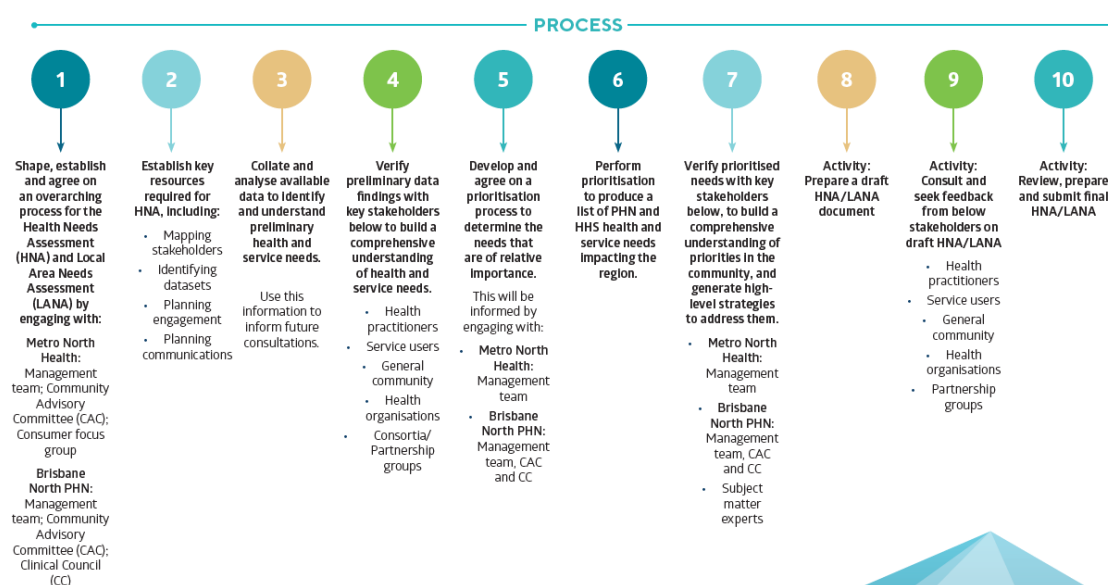 PROCESS
1
2
3
4
5
6
7
8
9
10
Shape, establish
and agree on
an overarching
process for the
Health Needs
Assessment
(HNA) and Local
Area Needs
Assessment
(LANA) by
engaging with:
Metro North
Health:
Management
team; Community
Advisory
Committee (CAC);
Consumer focus
group
Brisbane
North PHN:
Management
team; Community
Advisory
Committee (CAC);
Clinical Council
(CC)
Establish key
resources
required for
HNA, including:
• Mapping
stakeholders
• Identifying
datasets
• Planning
engagement
• Planning
communications
Collate and
analyse available
data to identify
and understand
preliminary
health and
service needs.
Use this
information to
inform future
consultations.
Verify
preliminary data
findings with
key stakeholders
below to build a
comprehensive
understanding
of health and
service needs.
• Health
practitioners
• Service users
• General
community
• Health
organisations
• Consortia/
Partnership
groups
Develop and
agree on a
prioritisation
process to
determine the
needs that
are of relative
Importance.
This will be
informed by
engaging with:
• Metro North
Health:
Management
team
• Brisbane
North PHN:
Management
team, CAC
and CC
Perform
prioritisation
to produce a
list of PHN and
HHS health and
service needs
impacting the
region.
Verify prioritised
needs with key
stakeholders
below, to build a
comprehensive
understanding of
priorities in the
community, and
generate high-
level strategies
to address them.
• Metro North
Health:
Management
team
• Brisbane
North PHN:
Management
team, CAC
and CC
• Subject
matter
experts
Activity:
Prepare a draft
HNA/LANA
document
Activity:
Consult and
seek feedback
from below
stakeholders on
draft HNA/LANA
• Health
practitioners
• Service users
• General
community
• Health
organisations
• Partnership
groups
Activity:
Review, prepare
and submit final
HNA/LANA